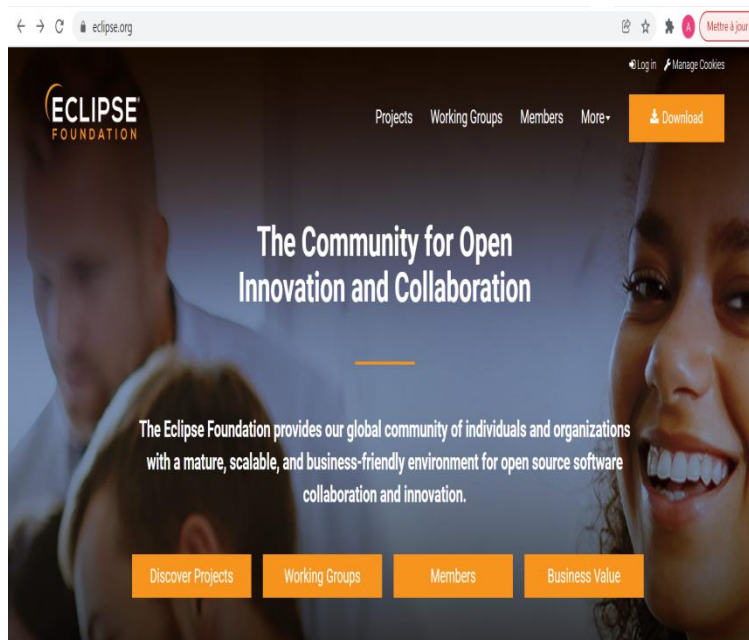 eclipse.org
A
Mettre à jour
Log in Manage Cookies
ECLIPSE
FOUNDATION
Projects Working Groups Members More Download
The Community for Open
Innovation and Collaboration
The Eclipse Foundation provides our global community of individuals and organizations
with a mature, scalable, and business-friendly environment for open source software
collaboration and innovation.
Discover Projects Working Groups Members Business Value